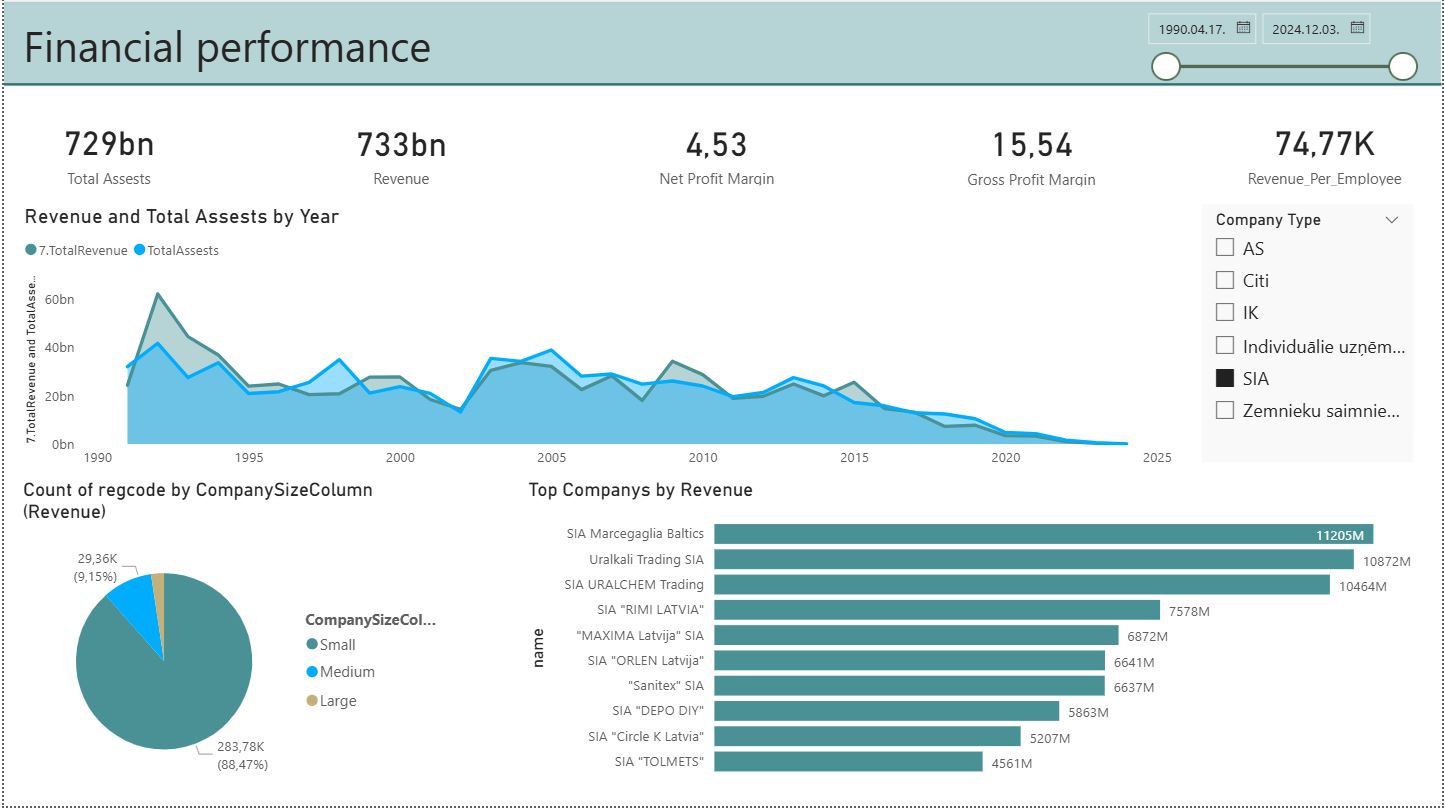 Financial performance
1990.04.17.
2024.12.03.
729bn
Total Assests
733bn
Revenue
4,53
Net Profit Margin
15,54
Gross Profit Margin
74,77K
Revenue_Per_Employee
Revenue and Total Assests by Year
7.TotalRevenue
TotalAssests
7.TotalRevenue and TotalAsse...
60bn
40bn
20bn
0bn
1990
1995
2000
2005
2010
2015
2020
2025
Company Type
AS
Citi
IK
Individuālie uzņēm...
SIA
Zemnieku saimnie...
Count of regcode by CompanySizeColumn
(Revenue)
29,36K
(9,15%)
283,78K
(88,47%)
CompanySizeCol...
Small
Medium
Large
Top Companys by Revenue
name
SIA Marcegaglia Baltics
11205M
Uralkali Trading SIA
10872M
SIA URALCHEM Trading
10464M
SIA "RIMI LATVIA"
7578M
"MAXIMA Latvija" SIA
6872M
SIA "ORLEN Latvija"
6641M
"Sanitex" SIA
6637M
SIA "DEPO DIY"
5863M
SIA "Circle K Latvia"
5207M
SIA "TOLMETS"
4561M